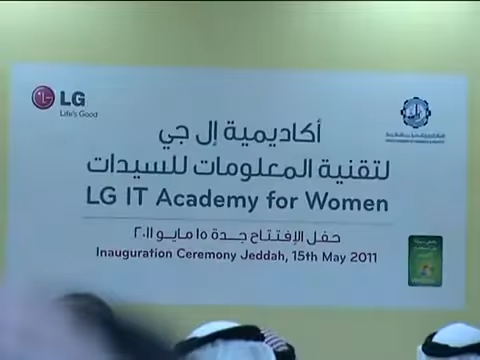 LG
Life's Good
أكاديمية إل جي
لتقنية المعلومات للسيدات
LG IT Academy for Women
حفل الإفتتاح جدة ١٥ مايو ٢٠١١
Inauguration Ceremony Jeddah, 15th May 2011